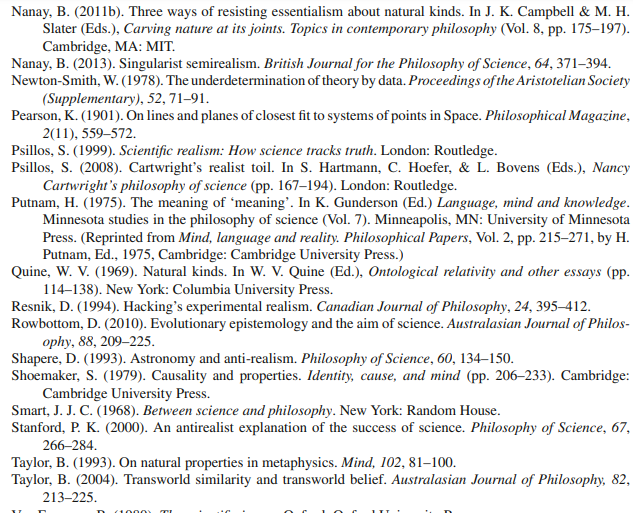 Nanay, B. (2011b). Three ways of resisting essentialism about natural kinds. In J. K. Campbell & M. H.
Slater (Eds.), Carving nature at its joints. Topics in contemporary philosophy (Vol. 8, pp. 175–197).
Cambridge, MA: MIT.
Nanay, B. (2013). Singularist semirealism. British Journal for the Philosophy of Science, 64, 371–394.
Newton-Smith, W. (1978). The underdetermination of theory by data. Proceedings of the Aristotelian Society
(Supplementary), 52, 71–91.
Pearson, K. (1901). On lines and planes of closest fit to systems of points in Space. Philosophical Magazine,
2(11), 559–572.
Psillos, S. (1999). Scientific realism: How science tracks truth. London: Routledge.
Psillos, S. (2008). Cartwright's realist toil. In S. Hartmann, C. Hoefer, & L. Bovens (Eds.), Nancy
Cartwright's philosophy of science (pp. 167–194). London: Routledge.
Putnam, H. (1975). The meaning of 'meaning'. In K. Gunderson (Ed.) Language, mind and knowledge.
Minnesota studies in the philosophy of science (Vol. 7). Minneapolis, MN: University of Minnesota
Press. (Reprinted from Mind, language and reality. Philosophical Papers, Vol. 2, pp. 215–271, by H.
Putnam, Ed., 1975, Cambridge: Cambridge University Press.)
Quine, W. V. (1969). Natural kinds. In W. V. Quine (Ed.), Ontological relativity and other essays (pp.
114–138). New York: Columbia University Press.
Resnik, D. (1994). Hacking's experimental realism. Canadian Journal of Philosophy, 24, 395–412.
Rowbottom, D. (2010). Evolutionary epistemology and the aim of science. Australasian Journal of Philos-
ophy, 88, 209–225.
Shapere, D. (1993). Astronomy and anti-realism. Philosophy of Science, 60, 134–150.
Shoemaker, S. (1979). Causality and properties. Identity, cause, and mind (pp. 206–233). Cambridge:
Cambridge University Press.
Smart, J. J. C. (1968). Between science and philosophy. New York: Random House.
Stanford, P. K. (2000). An antirealist explanation of the success of science. Philosophy of Science, 67,
266–284.
Taylor, B. (1993). On natural properties in metaphysics. Mind, 102, 81–100.
Taylor, B. (2004). Transworld similarity and transworld belief. Australasian Journal of Philosophy, 82,
213–225.